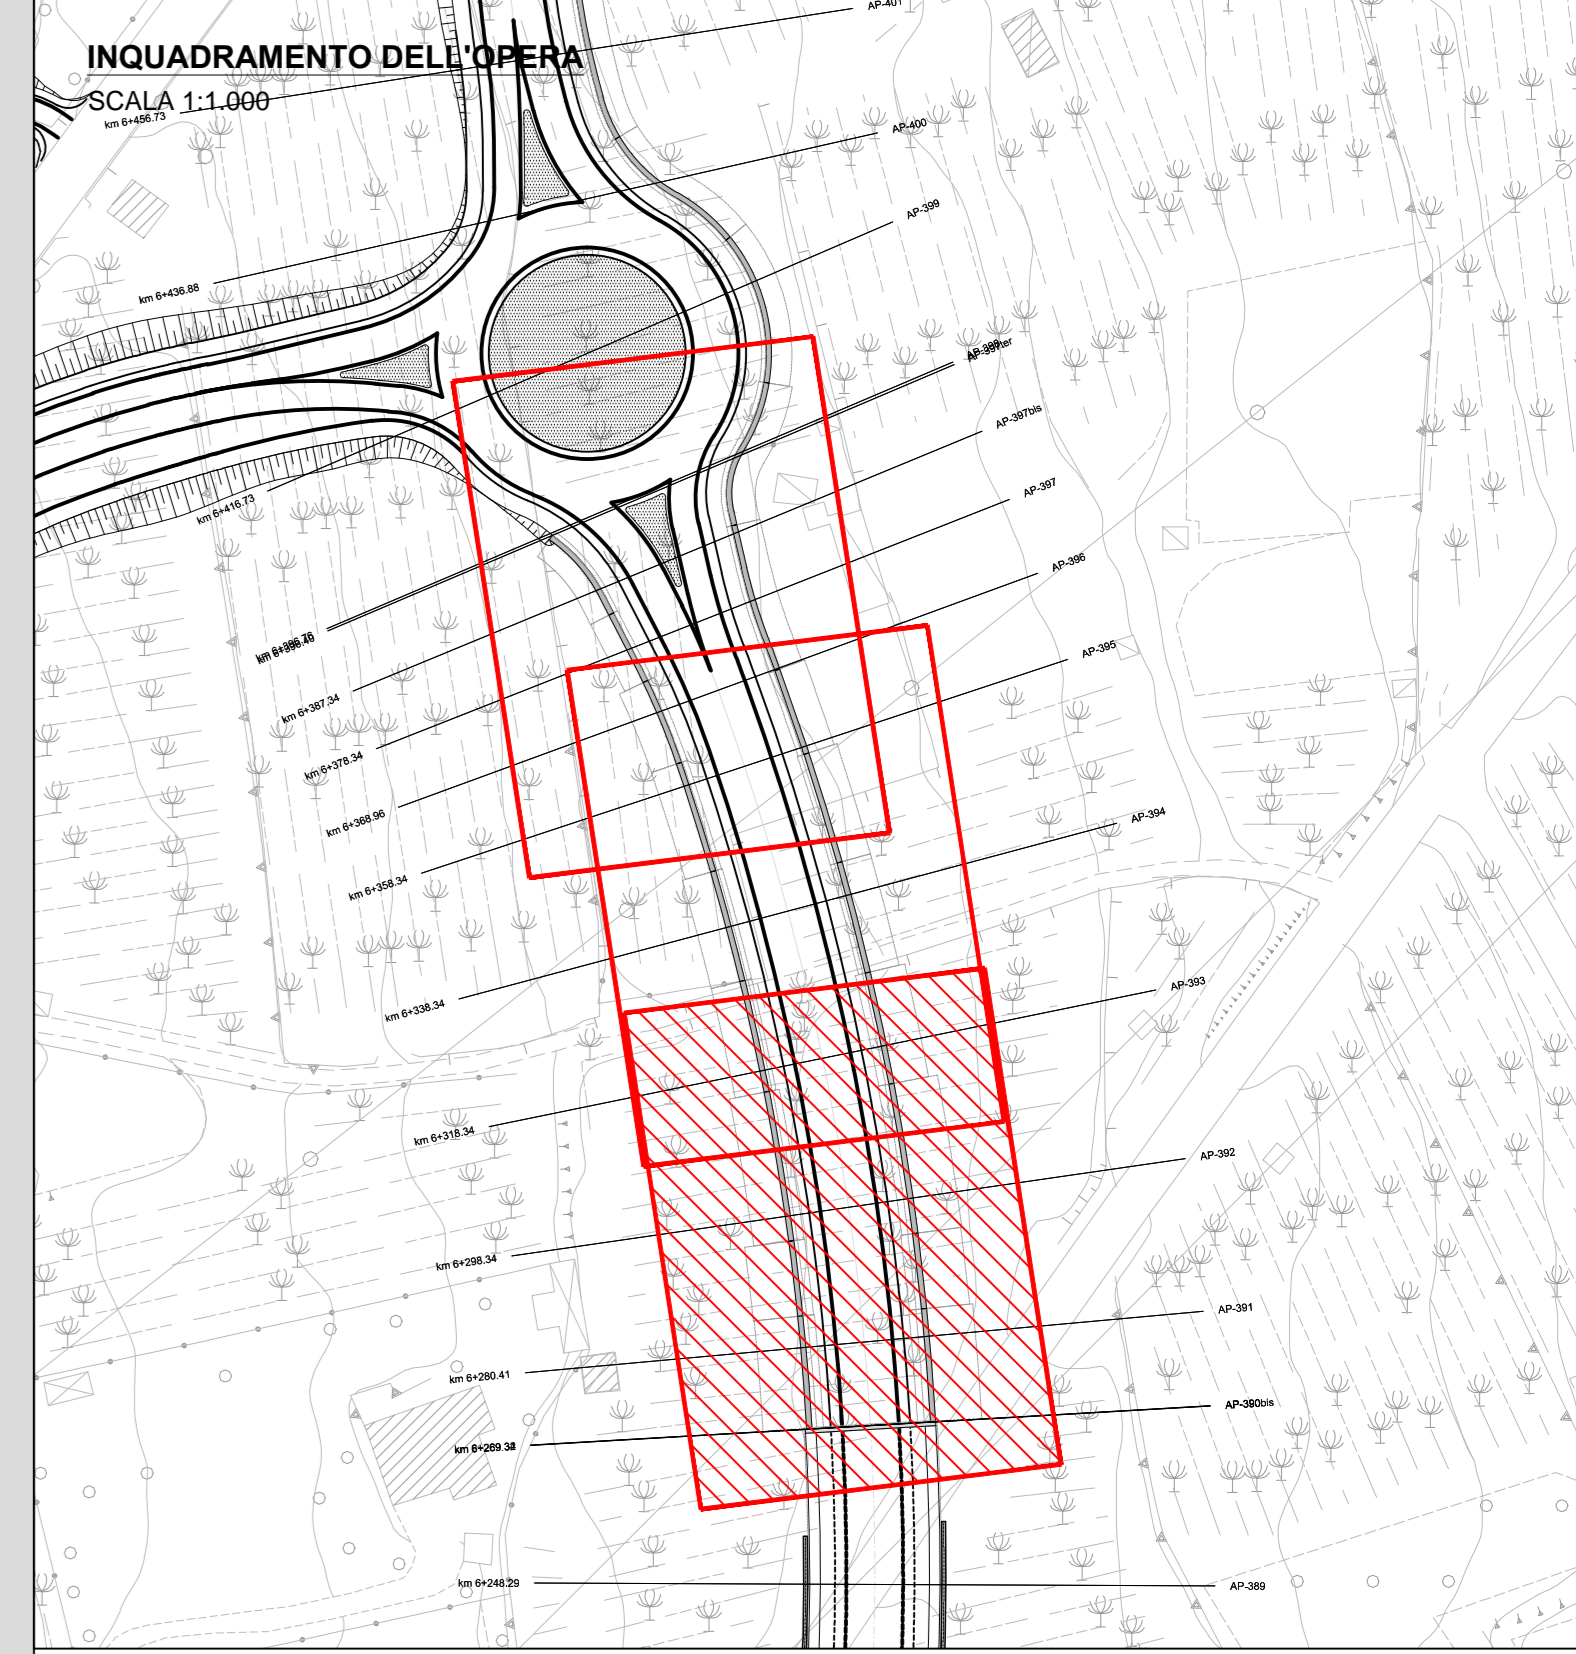 AP-401
INQUADRAMENTO DELL'OPERA
SCALA 1:1.000
km 6+456.73
AP-400
AP-399
km 6+436.88
AP-397ter
AP-397bis
km 6+416.73
AP-397
AP-396
AP-395
km 6+387.34
km 6+378.34
km 6+368.96
AP-394
km 6+358.34
AP-393
km 6+338.34
km 6+318.34
AP-392
km 6+298.34
AP-391
km 6+280.41
AP-390bis
km 6+248.29
AP-389